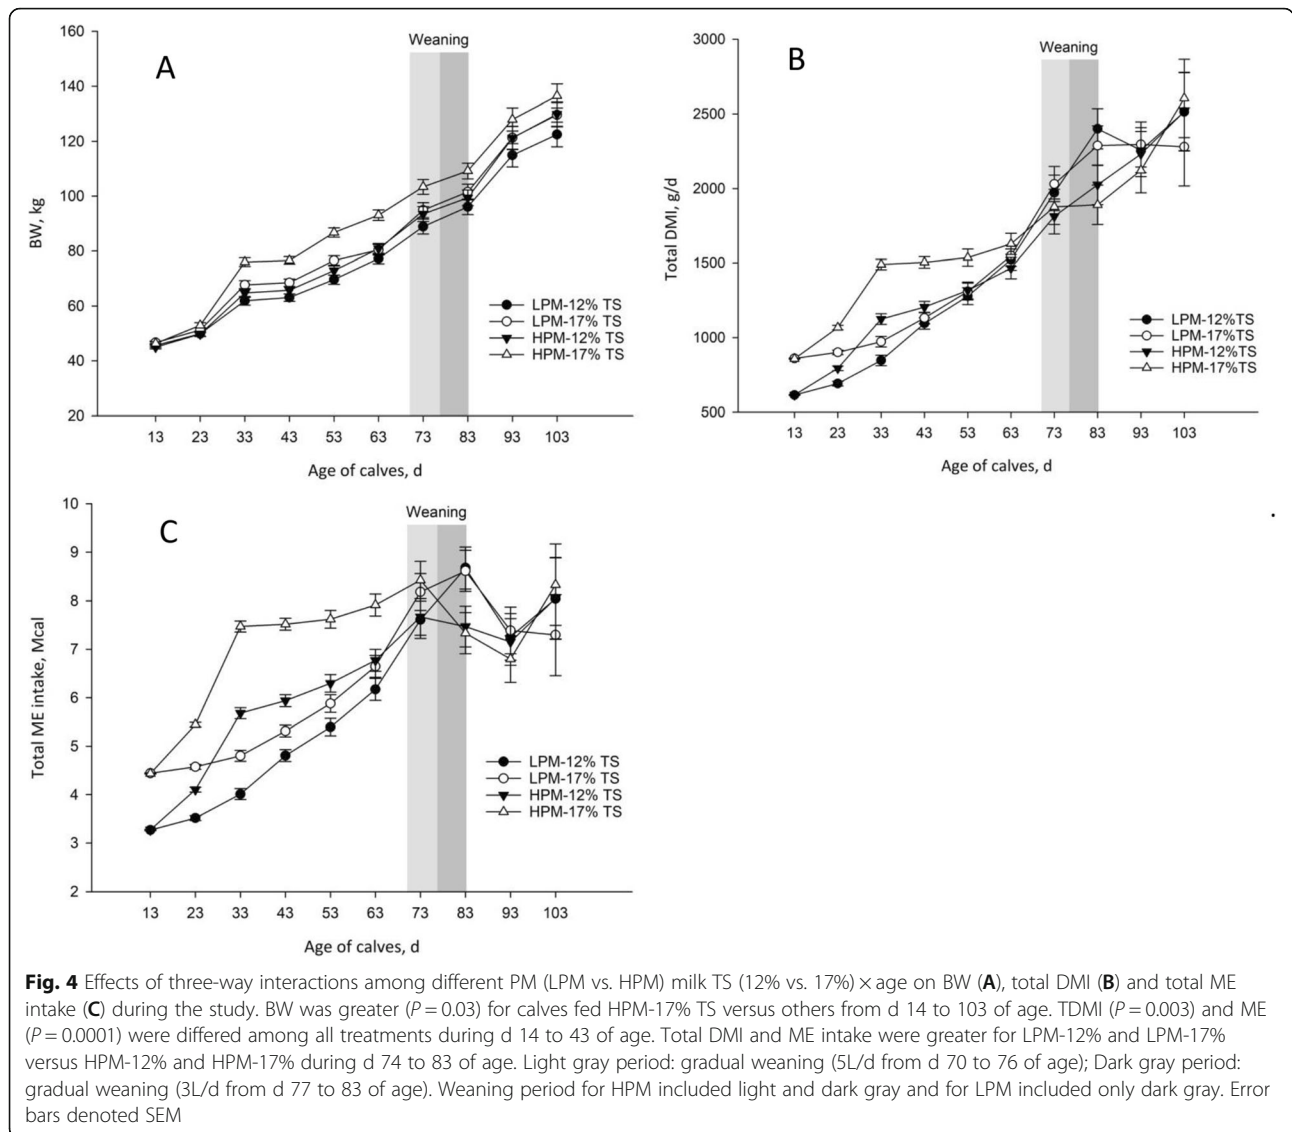 A
Weaning
160
140
120
100
80
60
40
20
BW, kg
LPM-12% TS
LPM-17% TS
HPM-12% TS
HPM-17% TS
13 23 33 43 53 63 73 83 93 103
Age of calves, d
B
Weaning
3000
2500
2000
1500
1000
500
Total DMI, g/d
LPM-12%TS
LPM-17%TS
HPM-12%TS
HPM-17%TS
13 23 33 43 53 63 73 83 93 103
Age of calves, d
C
Weaning
10
9
8
7
6
5
4
3
2
Total ME intake, Mcal
LPM-12% TS
LPM-17% TS
HPM-12% TS
HPM-17% TS
13 23 33 43 53 63 73 83 93 103
Age of calves, d
.
Fig. 4 Effects of three-way interactions among different PM (LPM vs. HPM) milk TS (12% vs. 17%) × age on BW (A), total DMI (B) and total ME
intake (C) during the study. BW was greater (P = 0.03) for calves fed HPM-17% TS versus others from d 14 to 103 of age. TDMI (P = 0.003) and ME
(P = 0.0001) were differed among all treatments during d 14 to 43 of age. Total DMI and ME intake were greater for LPM-12% and LPM-17%
versus HPM-12% and HPM-17% during d 74 to 83 of age. Light gray period: gradual weaning (5L/d from d 70 to 76 of age); Dark gray period:
gradual weaning (3L/d from d 77 to 83 of age). Weaning period for HPM included light and dark gray and for LPM included only dark gray. Error
bars denoted SEM